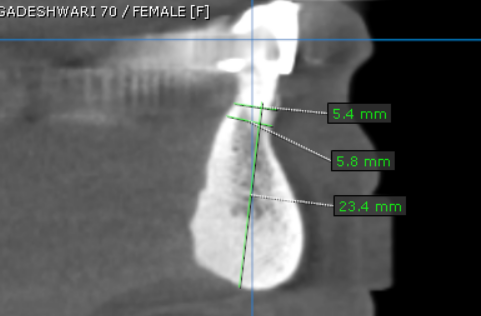 GADESHWARI 70 / FEMALE [F]
5.4 mm
5.8 mm
23.4 mm